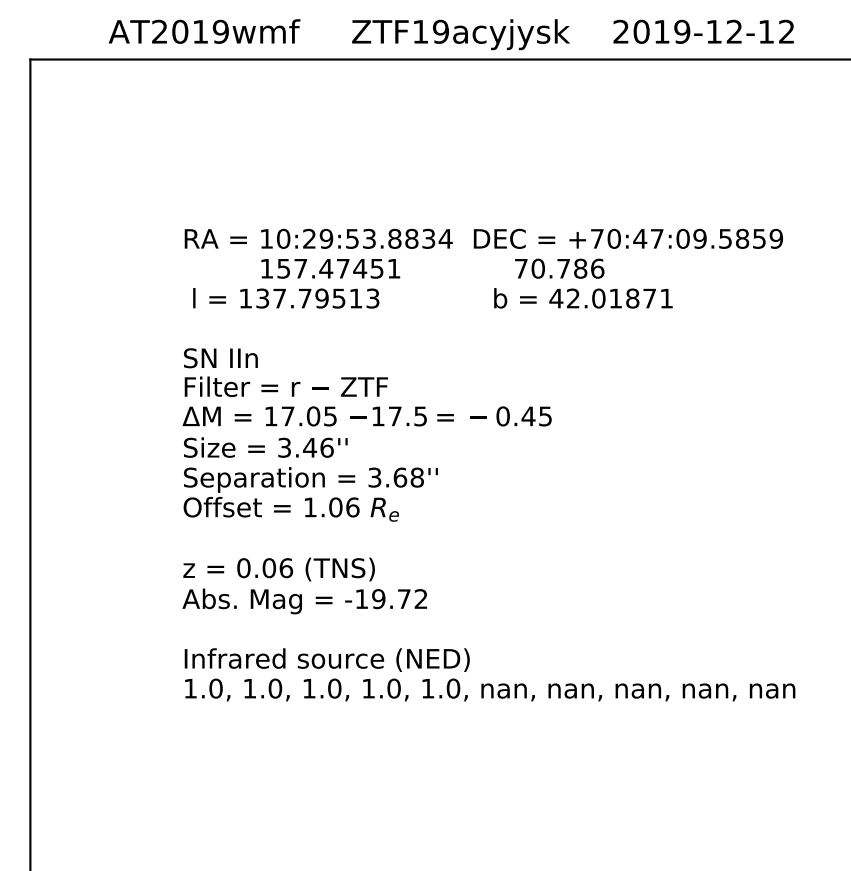 AT2019wmf ZTF19acyjysk 2019-12-12
RA = 10:29:53.8834 DEC = +70:47:09.5859
157.47451 70.786
l = 137.79513 b = 42.01871
SN IIn
Filter = r − ZTF
ΔM = 17.05 −17.5 = − 0.45
Size = 3.46''
Separation = 3.68''
Offset = 1.06 Rₑ
z = 0.06 (TNS)
Abs. Mag = -19.72
Infrared source (NED)
1.0, 1.0, 1.0, 1.0, 1.0, nan, nan, nan, nan, nan